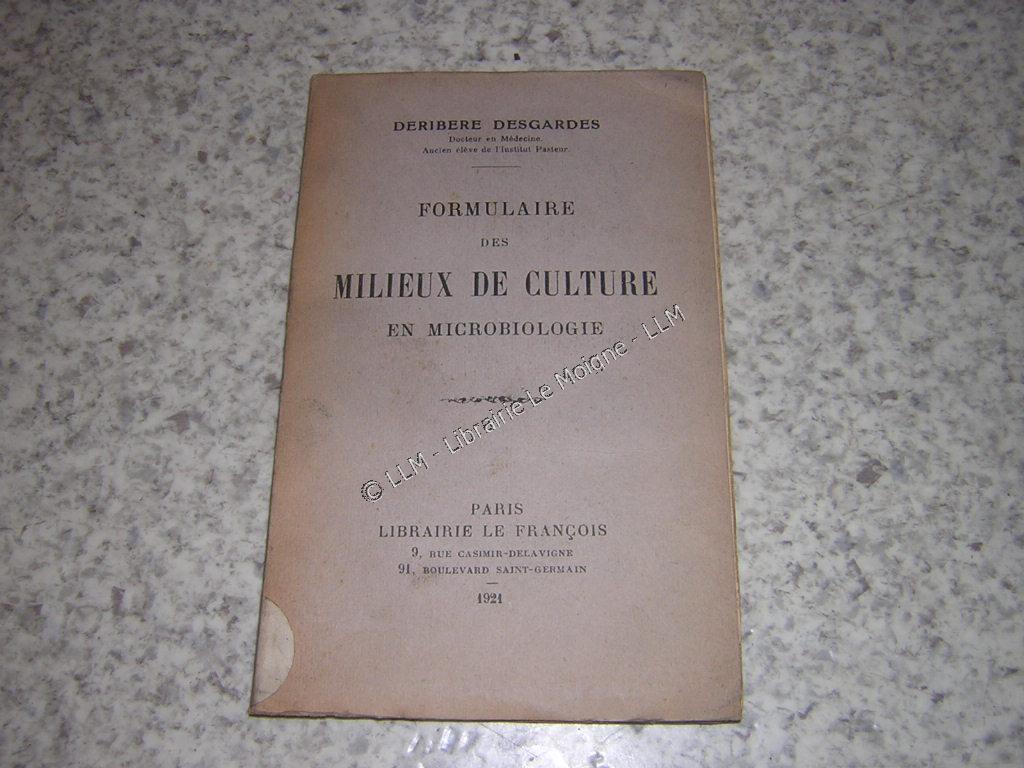 DERIBERE DESGARDES
Docteur en Médecine.
Ancien élève de l'Institut Pasteur.
FORMULAIRE
DES
MILIEUX DE CULTURE
EN MICROBIOLOGIE
© LLM - Librairie Le Moigne - LLM
PARIS
LIBRAIRIE LE FRANÇOIS
9, RUE CASIMIR-DELAVIGNE
91, BOULEVARD SAINT-GERMAIN
1921